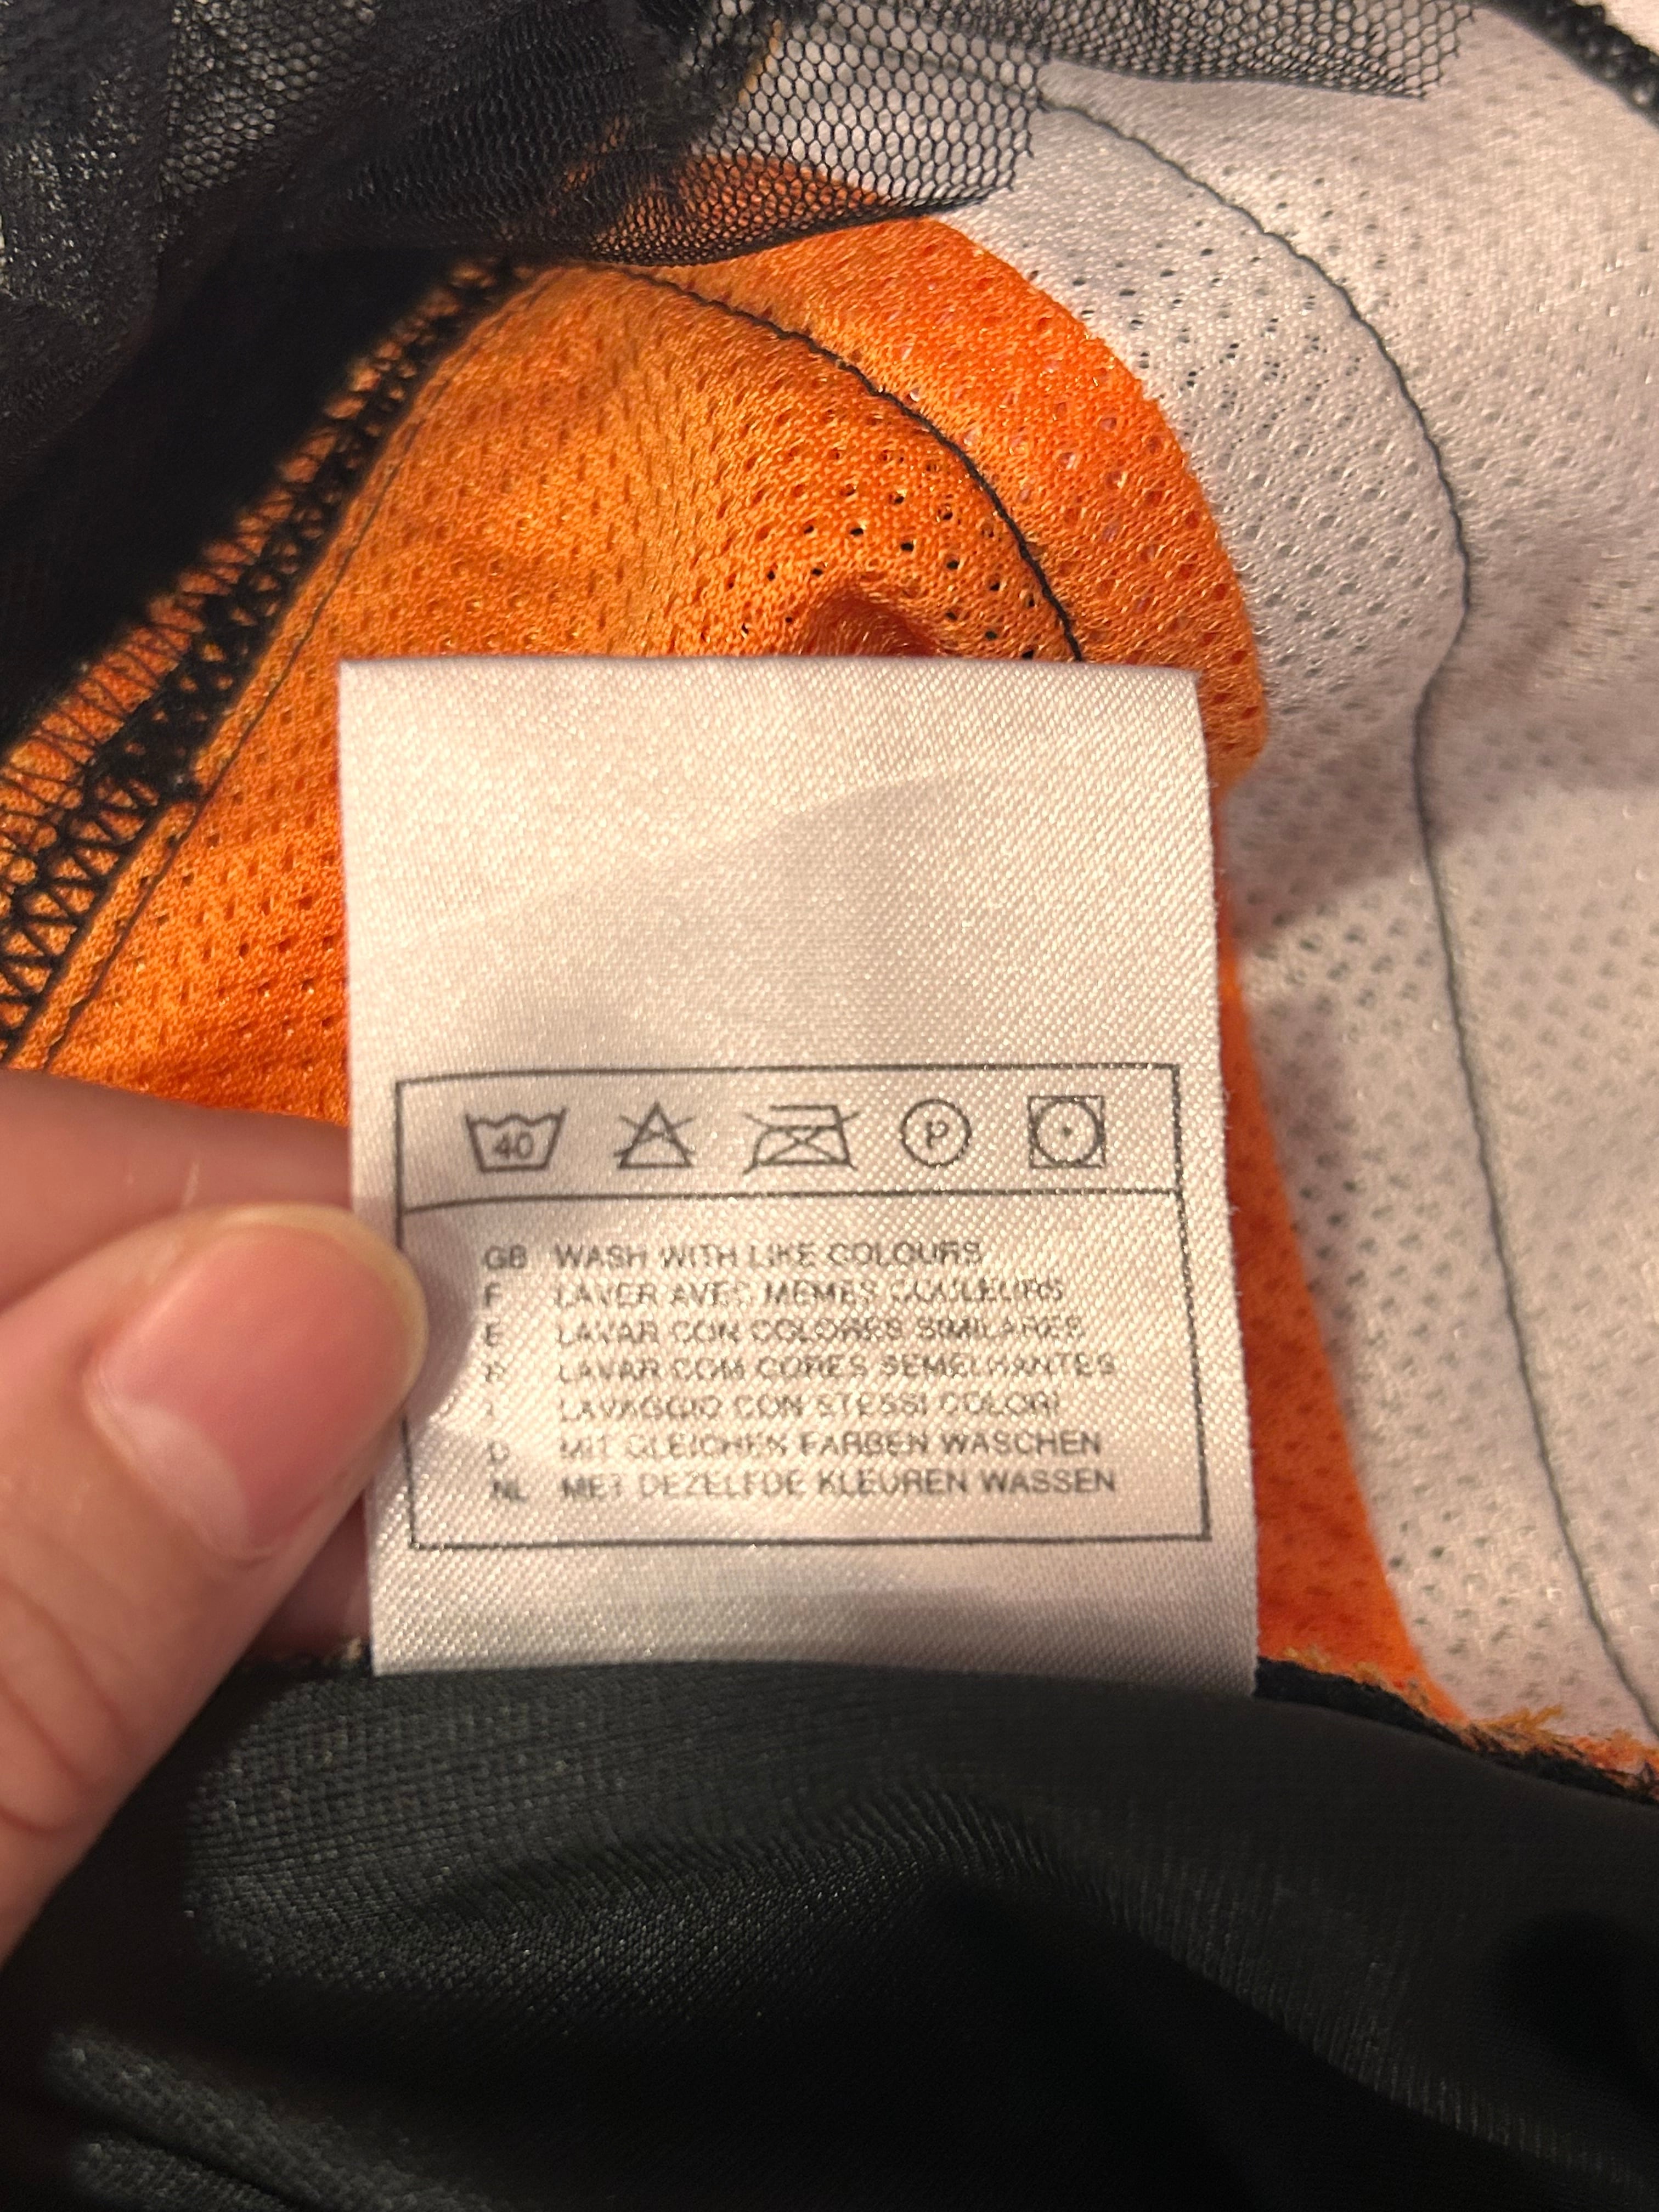 40 P
GB WASH WITH LIKE COLOURS
F LAVER AVEC MEMES COULEURS
E LAVAR CON COLORES SIMILARES
P LAVAR COM CORES SEMELHANTES
I LAVAGGIO CON STESSI COLORI
D MIT GLEICHEN FARBEN WASCHEN
NL MET DEZELFDE KLEUREN WASSEN